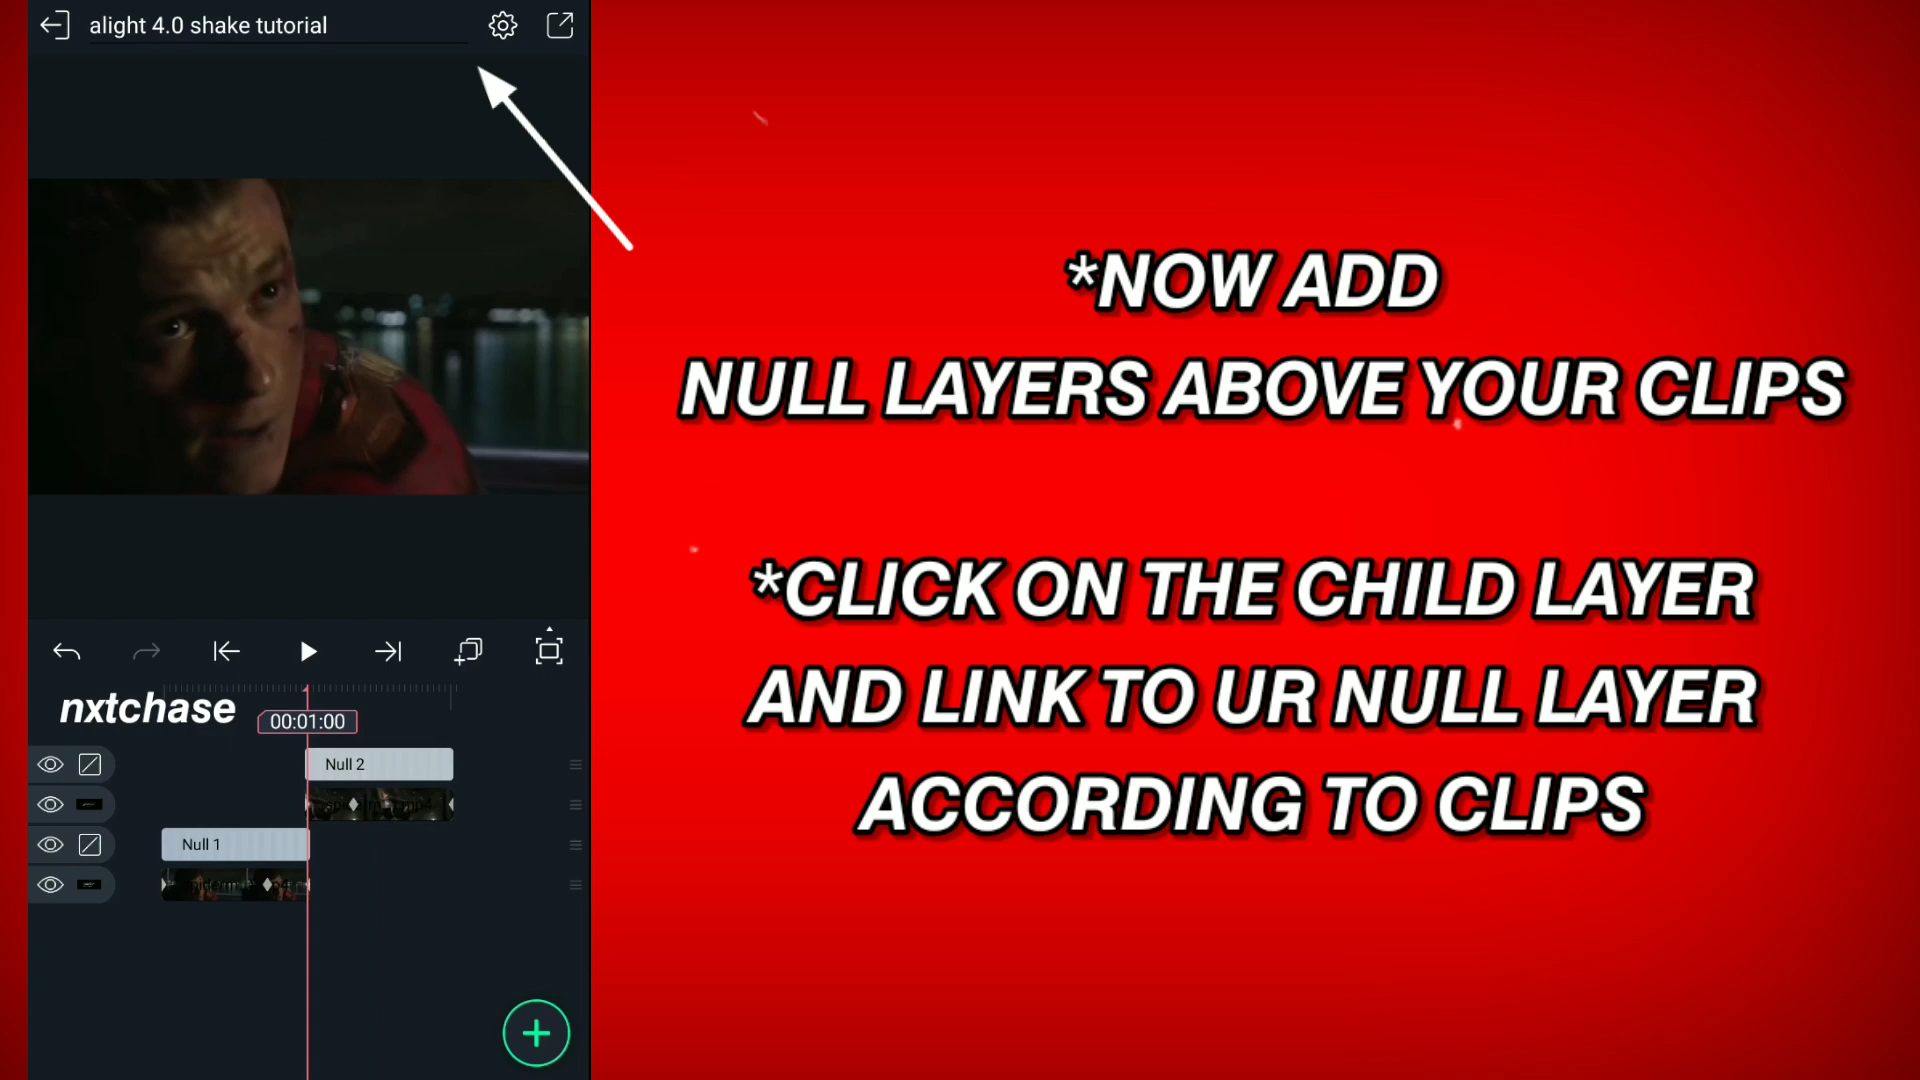 alight 4.0 shake tutorial
*NOW ADD
NULL LAYERS ABOVE YOUR CLIPS
*CLICK ON THE CHILD LAYER
AND LINK TO UR NULL LAYER
ACCORDING TO CLIPS
nxtchase
00:01:00
Null 2
Null 1